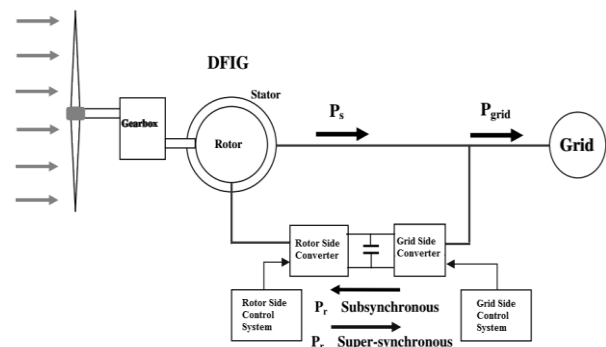 DFIG
Stator
Gearbox
Rotor
Ps
Pgrid
Grid
Rotor Side
Converter
Grid Side
Converter
Pr Subsynchronous
Rotor Side
Control
System
Grid Side
Control
System
Pr Super-synchronous